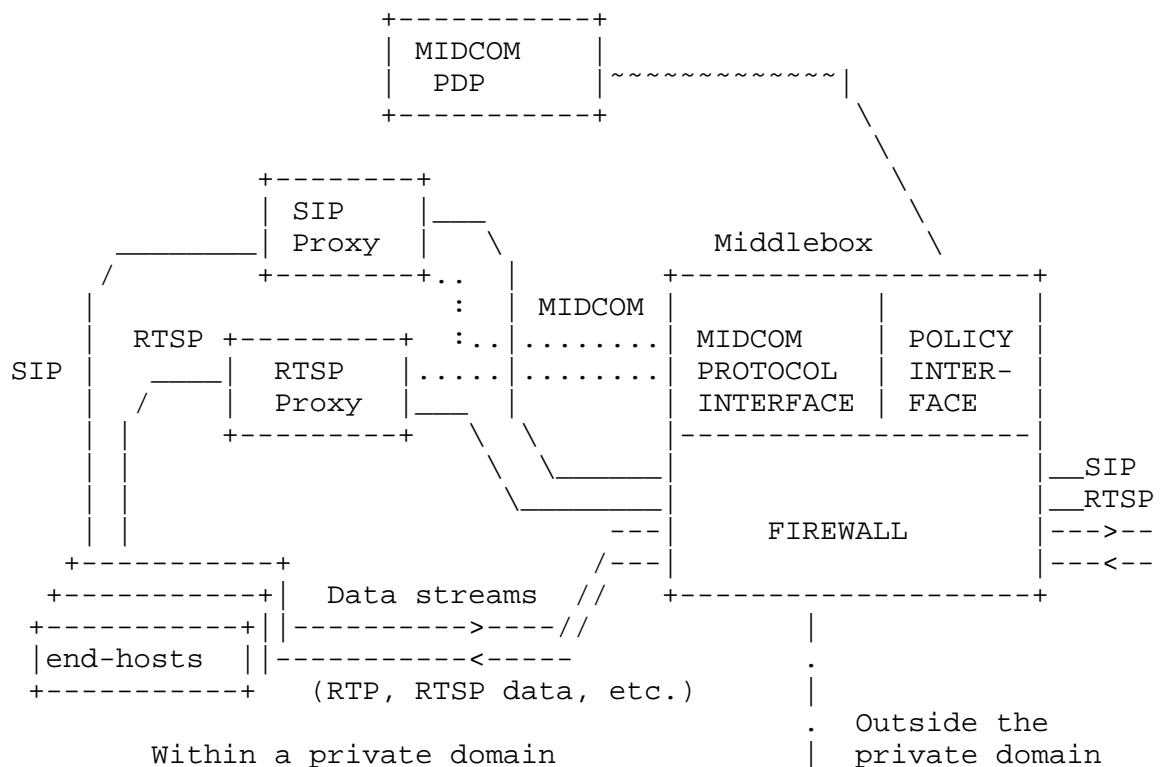 MIDCOM
PDP
SIP
Proxy
Middlebox
MIDCOM
RTSP
MIDCOM
POLICY
SIP
RTSP
PROTOCOL
INTER-
Proxy
INTERFACE
FACE
SIP
RTSP
FIREWALL
Data streams
end-hosts
(RTP, RTSP data, etc.)
Outside the
Within a private domain
private domain